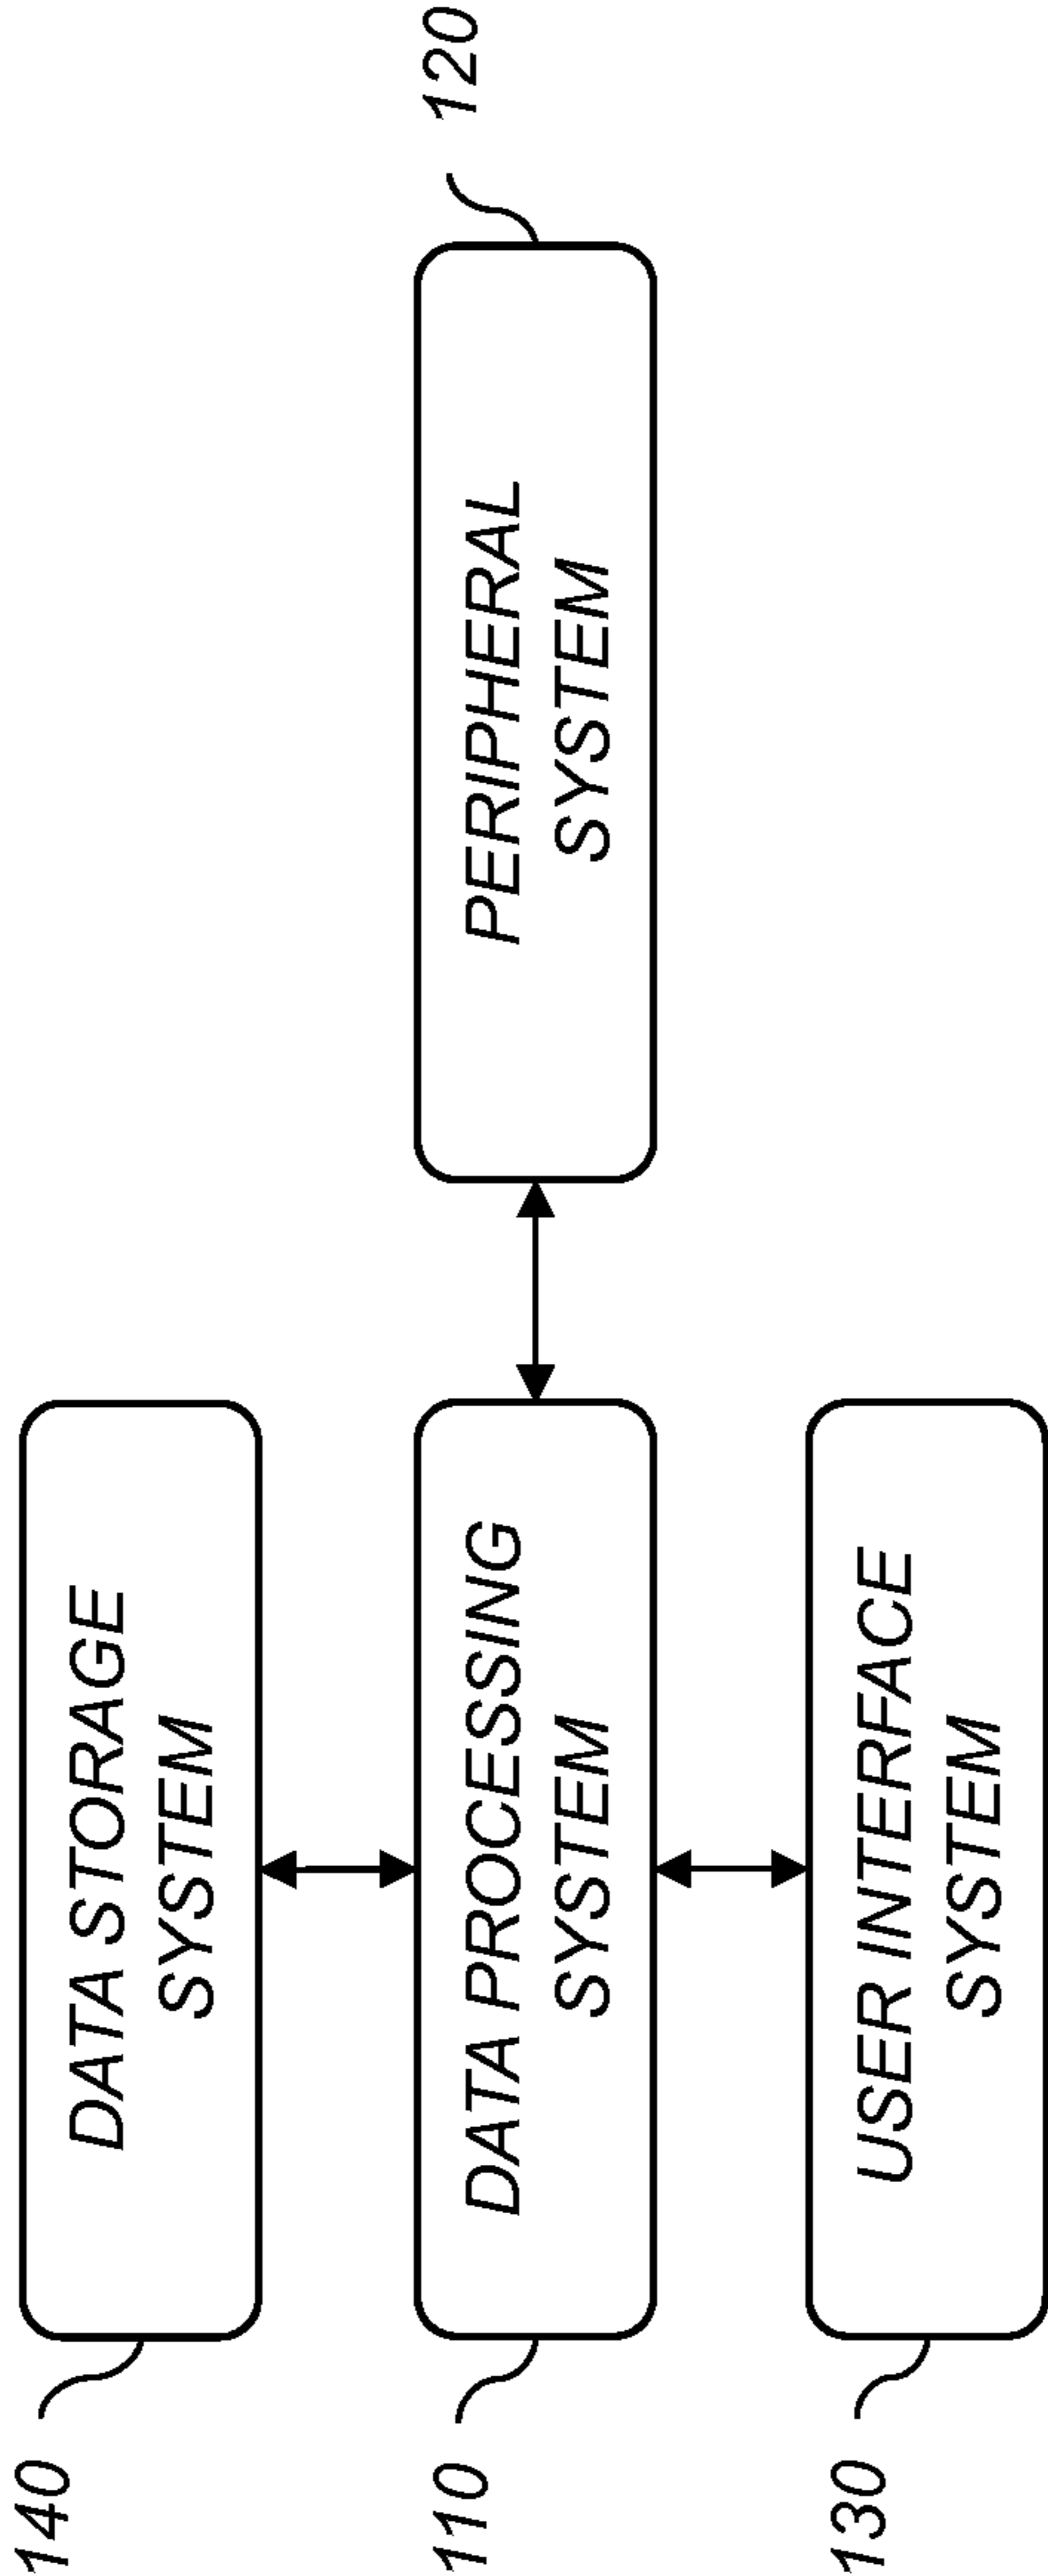 140
DATA STORAGE
SYSTEM
110
DATA PROCESSING
SYSTEM
PERIPHERAL
SYSTEM
120
130
USER INTERFACE
SYSTEM